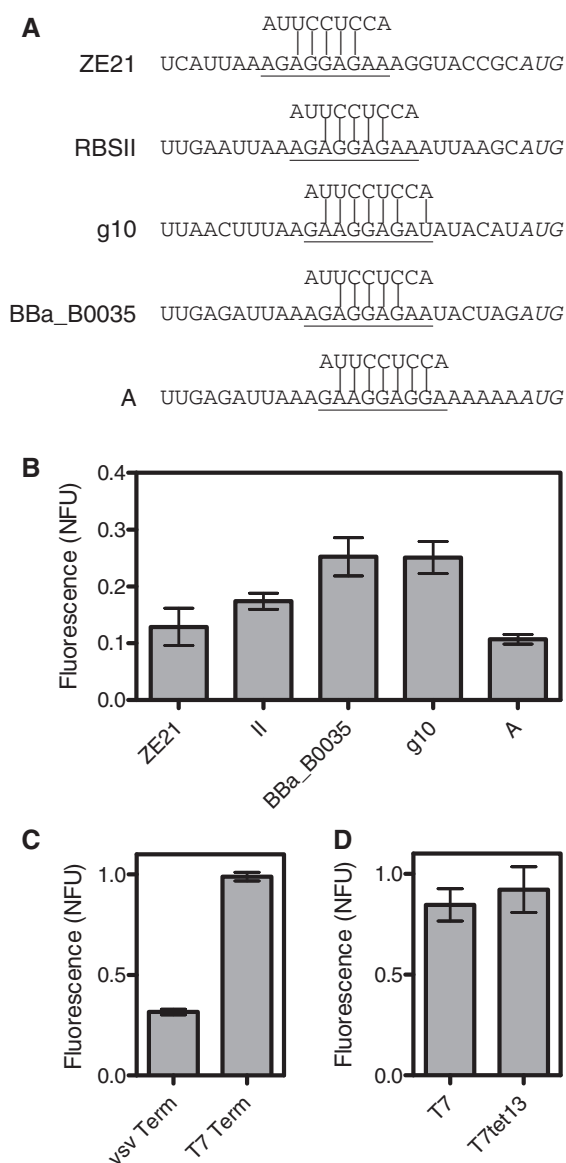 A
AUUCCUCCA
ZE21 UCAUUAAAGAGGAGAAAGGUACCGCAUG
AUUCCUCCA
RBSII UUGAAUUAAAGAGGAGAAAUUAAGCAUG
AUUCCUCCA
g10 UUAACUUUAAGAAGGAGAUAUACAUAUG
AUUCCUCCA
BBa_B0035 UUGAGAUUAAAGAGGAGAAUACUAGAUG
AUUCCUCCA
A UUGAGAUUAAAGAAGGAGGAAAAAAAUG
B
Fluorescence (NFU)
0.4
0.3
0.2
0.1
0.0
ZE21 II BBa_B0035 g10 A
C
Fluorescence (NFU)
1.0
0.5
0.0
vsv Term T7 Term
D
Fluorescence (NFU)
1.0
0.5
0.0
T7 T7tet13